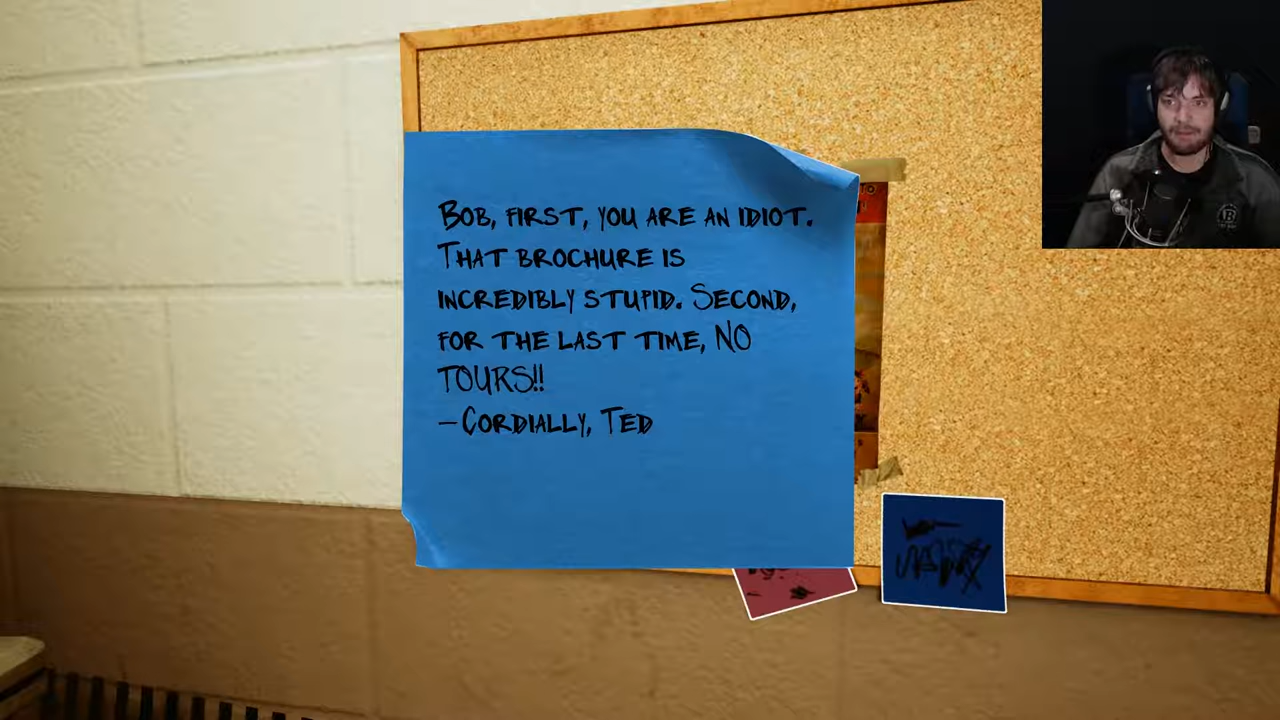 Bob, first, you are an idiot.
That brochure is
incredibly stupid. Second,
for the last time, NO
TOURS!!
—Cordially, Ted